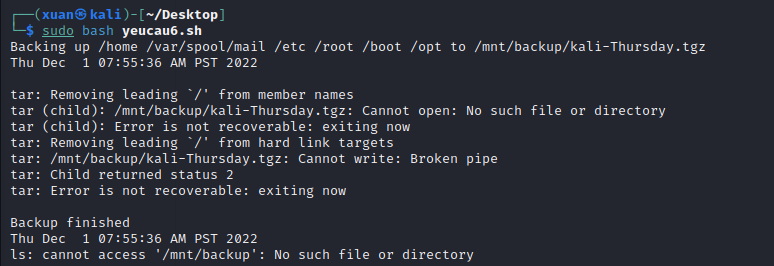 ┌──(xuan㉿kali)-[~/Desktop]
└─$ sudo bash yeucau6.sh
Backing up /home /var/spool/mail /etc /root /boot /opt to /mnt/backup/kali-Thursday.tgz
Thu Dec  1 07:55:36 AM PST 2022
tar: Removing leading `/' from member names
tar (child): /mnt/backup/kali-Thursday.tgz: Cannot open: No such file or directory
tar (child): Error is not recoverable: exiting now
tar: Removing leading `/' from hard link targets
tar: /mnt/backup/kali-Thursday.tgz: Cannot write: Broken pipe
tar: Child returned status 2
tar: Error is not recoverable: exiting now
Backup finished
Thu Dec  1 07:55:36 AM PST 2022
ls: cannot access '/mnt/backup': No such file or directory